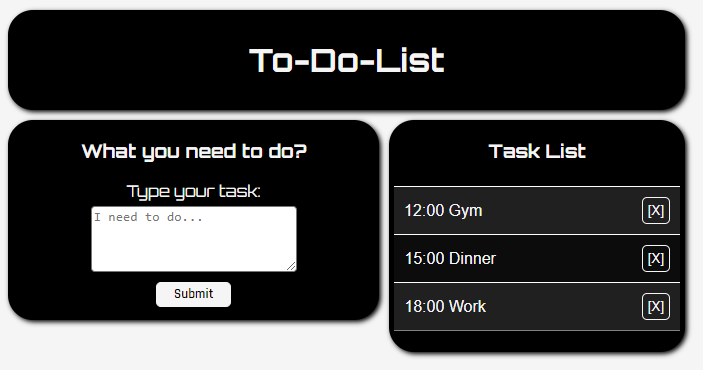 To-Do-List
What you need to do?
Type your task:
I need to do...
Submit
Task List
12:00 Gym [X]
15:00 Dinner [X]
18:00 Work [X]